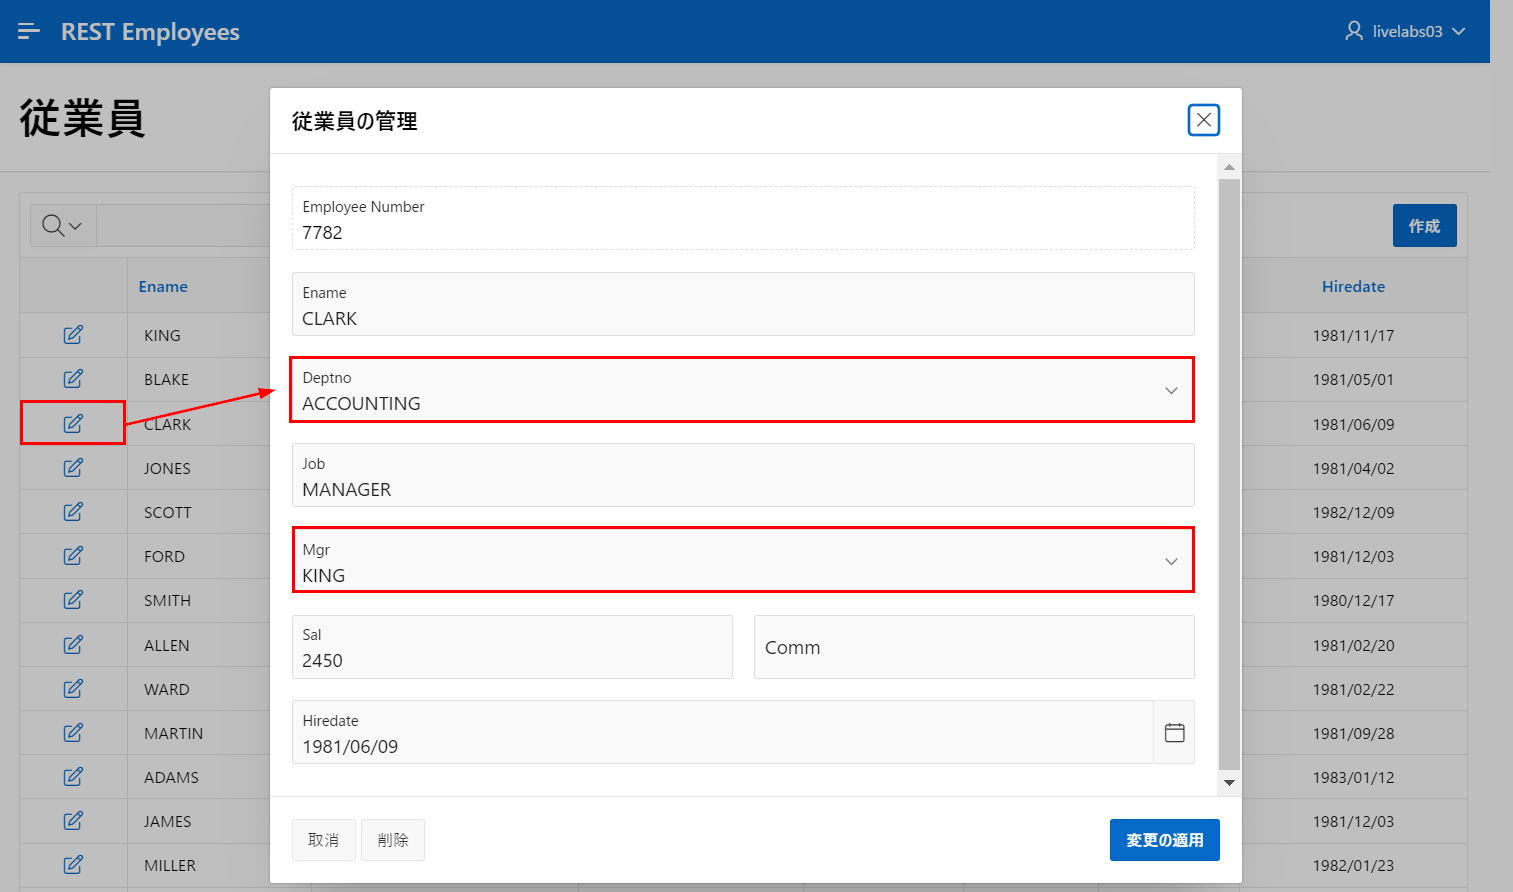 REST Employees
livelabs03
従業員
従業員の管理
Employee Number
7782
作成
Ename
CLARK
Ename
Hiredate
KING
1981/11/17
Deptno
ACCOUNTING
BLAKE
1981/05/01
CLARK
1981/06/09
Job
MANAGER
JONES
1981/04/02
SCOTT
1982/12/09
Mgr
KING
FORD
1981/12/03
SMITH
1980/12/17
Sal
2450
Comm
ALLEN
1981/02/20
WARD
1981/02/22
Hiredate
1981/06/09
MARTIN
1981/09/28
ADAMS
1983/01/12
JAMES
1981/12/03
取消
削除
変更の適用
MILLER
1982/01/23